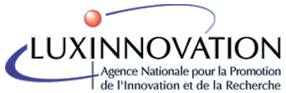 LUXINNOVATION
Agence Nationale pour la Promotion
de l'Innovation et de la Recherche